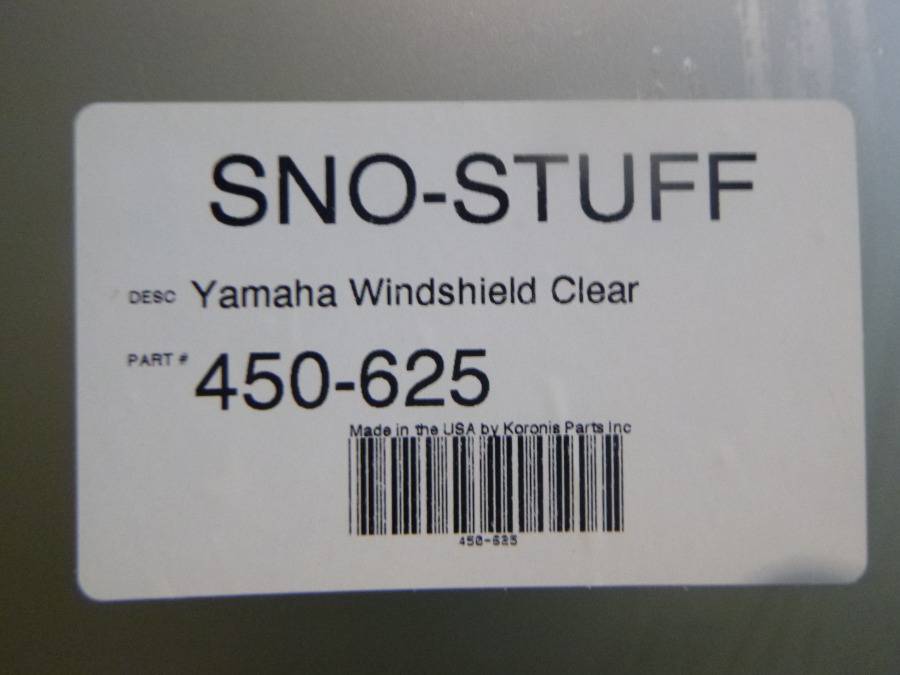 SNO-STUFF
DESC Yamaha Windshield Clear
PART # 450-625
Made in the USA by Koronis Parts Inc
450-625